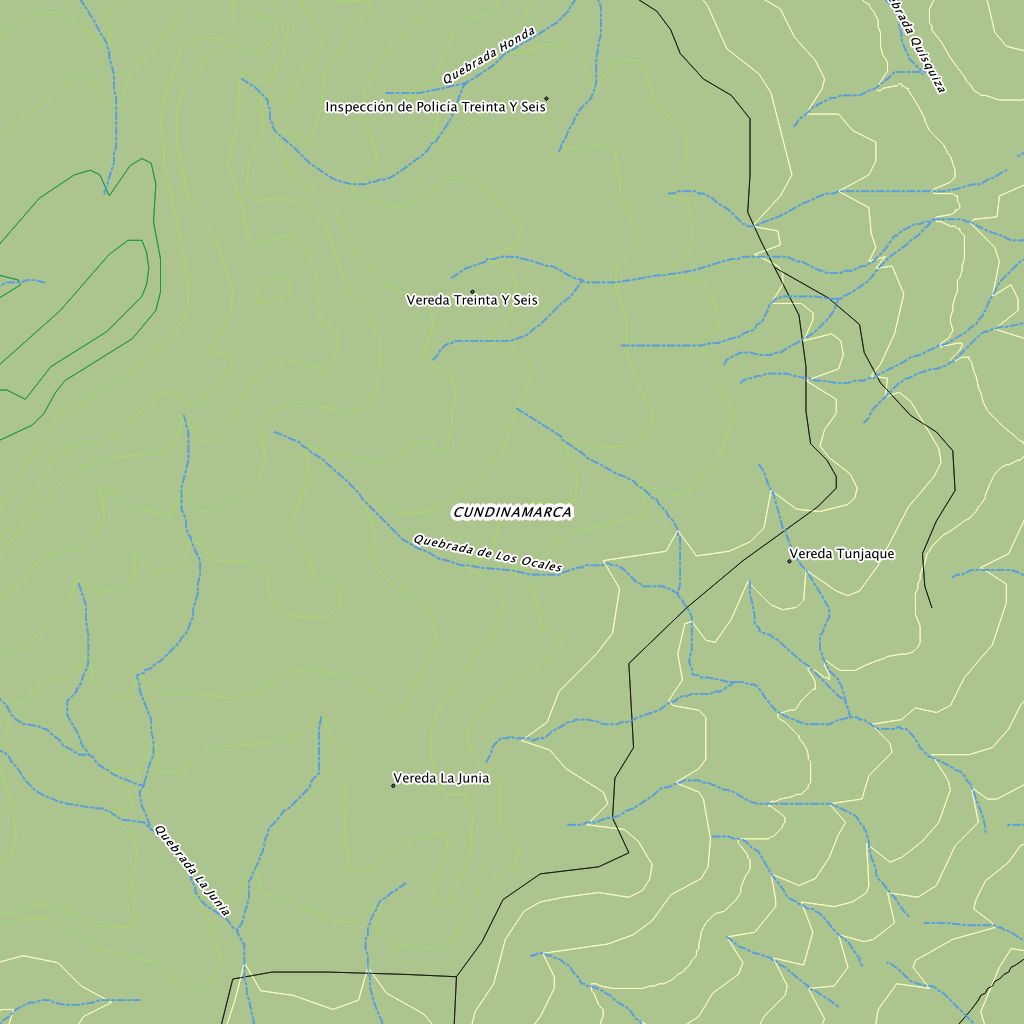 Quebrada Quisquiza
Quebrada Honda
Inspección de Policía Treinta Y Seis
Vereda Treinta Y Seis
CUNDINAMARCA
Quebrada de Los Ocales
Vereda Tunjaque
Vereda La Junia
Quebrada La Junia